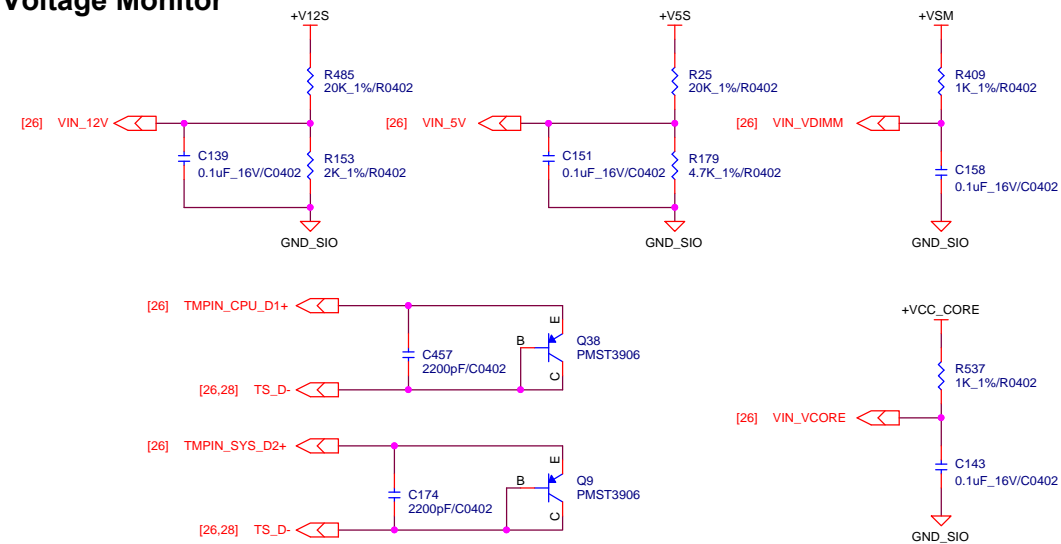 Voltage Monitor
+V12S
R485
20K_1%/R0402
[26] VIN_12V
C139
0.1uF_16V/C0402
R153
2K_1%/R0402
GND_SIO
+V5S
R25
20K_1%/R0402
[26] VIN_5V
C151
0.1uF_16V/C0402
R179
4.7K_1%/R0402
GND_SIO
+VSM
R409
1K_1%/R0402
[26] VIN_VDIMM
C158
0.1uF_16V/C0402
GND_SIO
[26] TMPIN_CPU_D1+
C457
2200pF/C0402
B
E
C
Q38
PMST3906
[26,28] TS_D-
[26] TMPIN_SYS_D2+
C174
2200pF/C0402
B
E
C
Q9
PMST3906
[26,28] TS_D-
+VCC_CORE
R537
1K_1%/R0402
[26] VIN_VCORE
C143
0.1uF_16V/C0402
GND_SIO